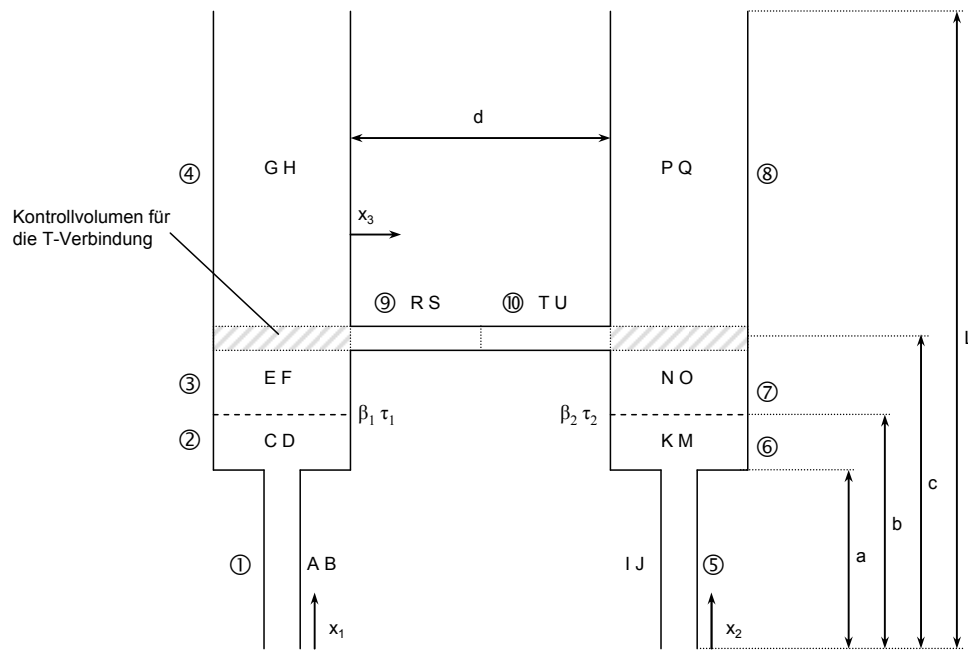 d
④ G H P Q ⑧
Kontrollvolumen für
die T-Verbindung
x₃
⑨ R S ⑩ T U
L
③ E F N O ⑦
β₁ τ₁ β₂ τ₂
② C D K M ⑥
c
b
a
① A B I J ⑤
x₁ x₂